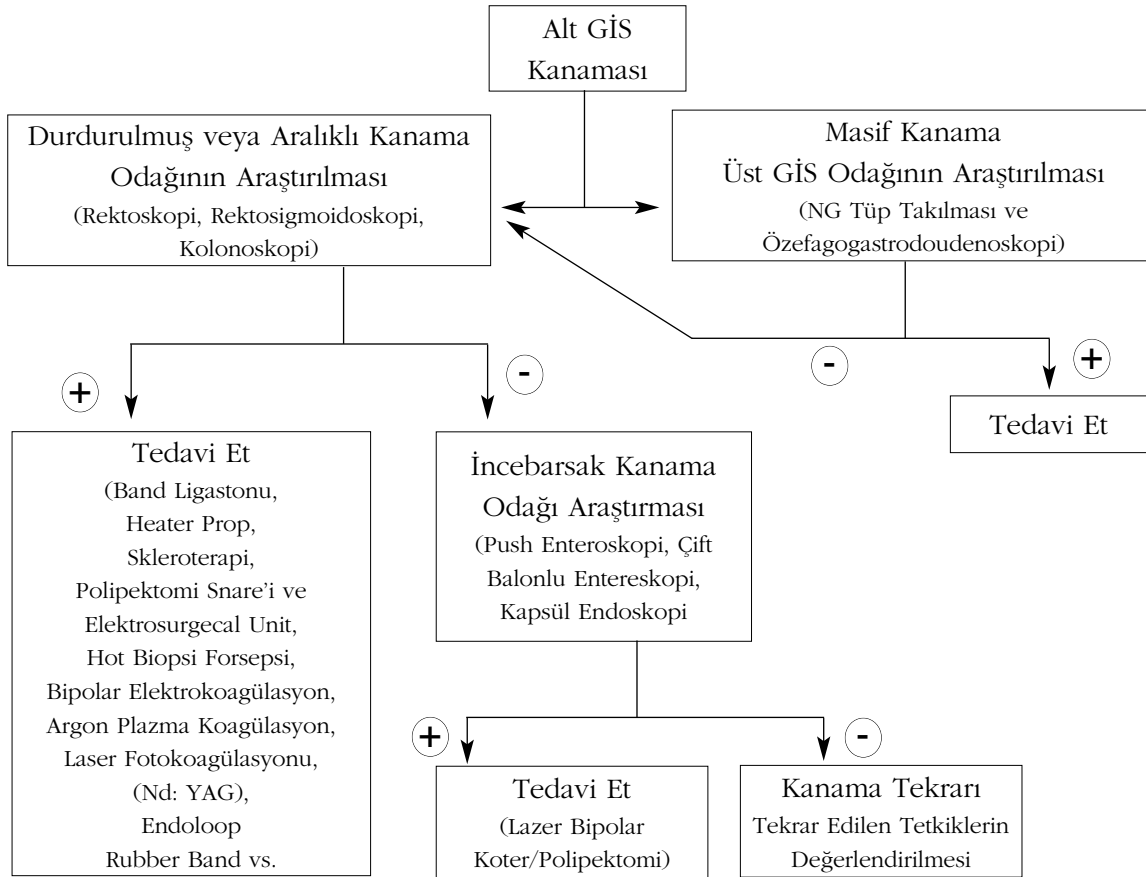 Alt GİS
Kanaması
Durdurulmuş veya Aralıklı Kanama
Odağının Araştırılması
(Rektoskopi, Rektosigmoidoskopi,
Kolonoskopi)
Masif Kanama
Üst GİS Odağının Araştırılması
(NG Tüp Takılması ve
Özefagogastrodoudenoskopi)
+
-
-
+
Tedavi Et
(Band Ligastonu,
Heater Prop,
Skleroterapi,
Polipektomi Snare'i ve
Elektrosurgecal Unit,
Hot Biopsi Forsepsi,
Bipolar Elektrokoagülasyon,
Argon Plazma Koagülasyon,
Laser Fotokoagülasyonu,
(Nd: YAG),
Endoloop
Rubber Band vs.
İncebarsak Kanama
Odağı Araştırması
(Push Enteroskopi, Çift
Balonlu Entereskopi,
Kapsül Endoskopi
Tedavi Et
+
-
Tedavi Et
(Lazer Bipolar
Koter/Polipektomi)
Kanama Tekrarı
Tekrar Edilen Tetkiklerin
Değerlendirilmesi